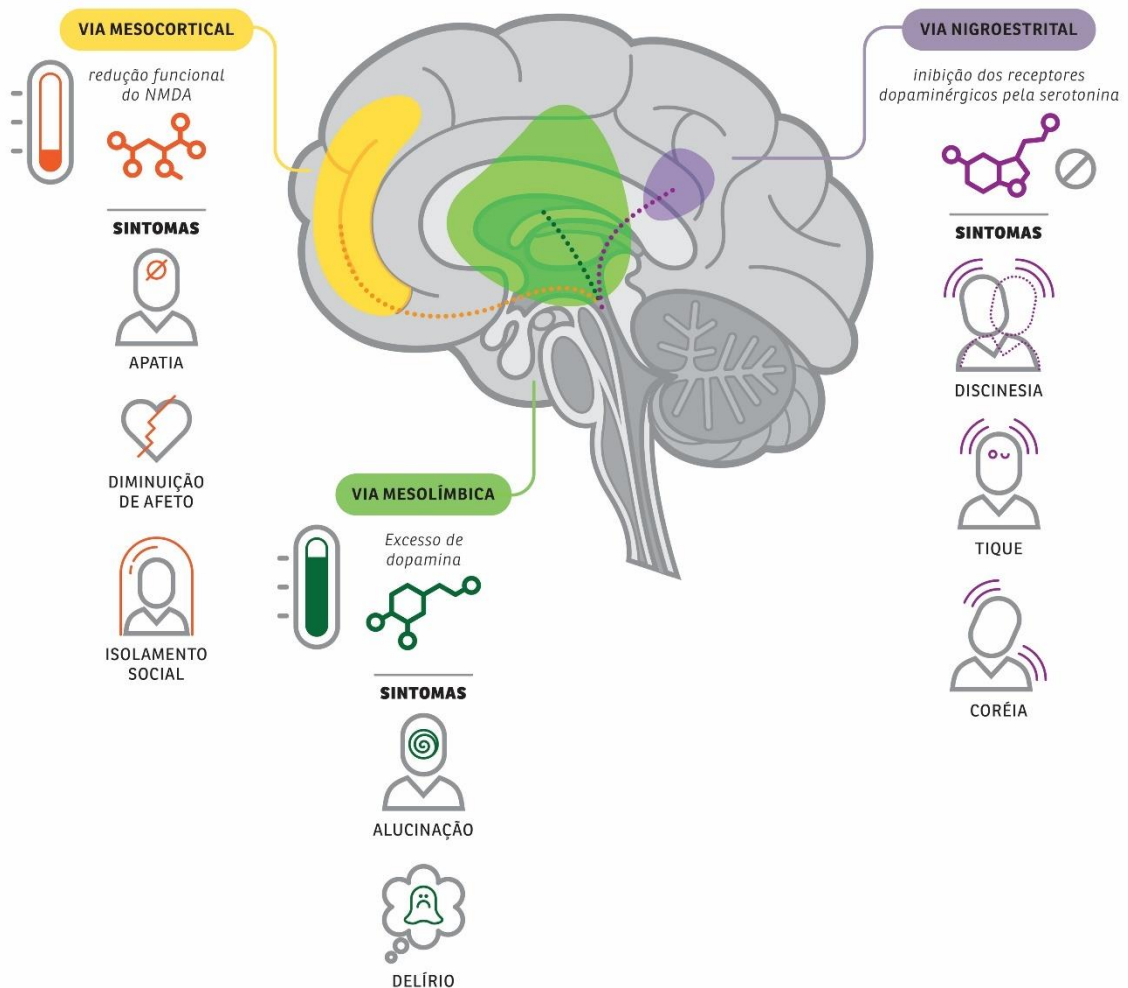 VIA MESOCORTICAL
redução funcional
do NMDA
SINTOMAS
APATIA
DIMINUIÇÃO
DE AFETO
ISOLAMENTO
SOCIAL
VIA MESOLÍMBICA
Excesso de
dopamina
SINTOMAS
ALUCINAÇÃO
DELÍRIO
VIA NIGROESTRITAL
inibição dos receptores
dopaminérgicos pela serotonina
SINTOMAS
DISCINESIA
TIQUE
CORÉIA